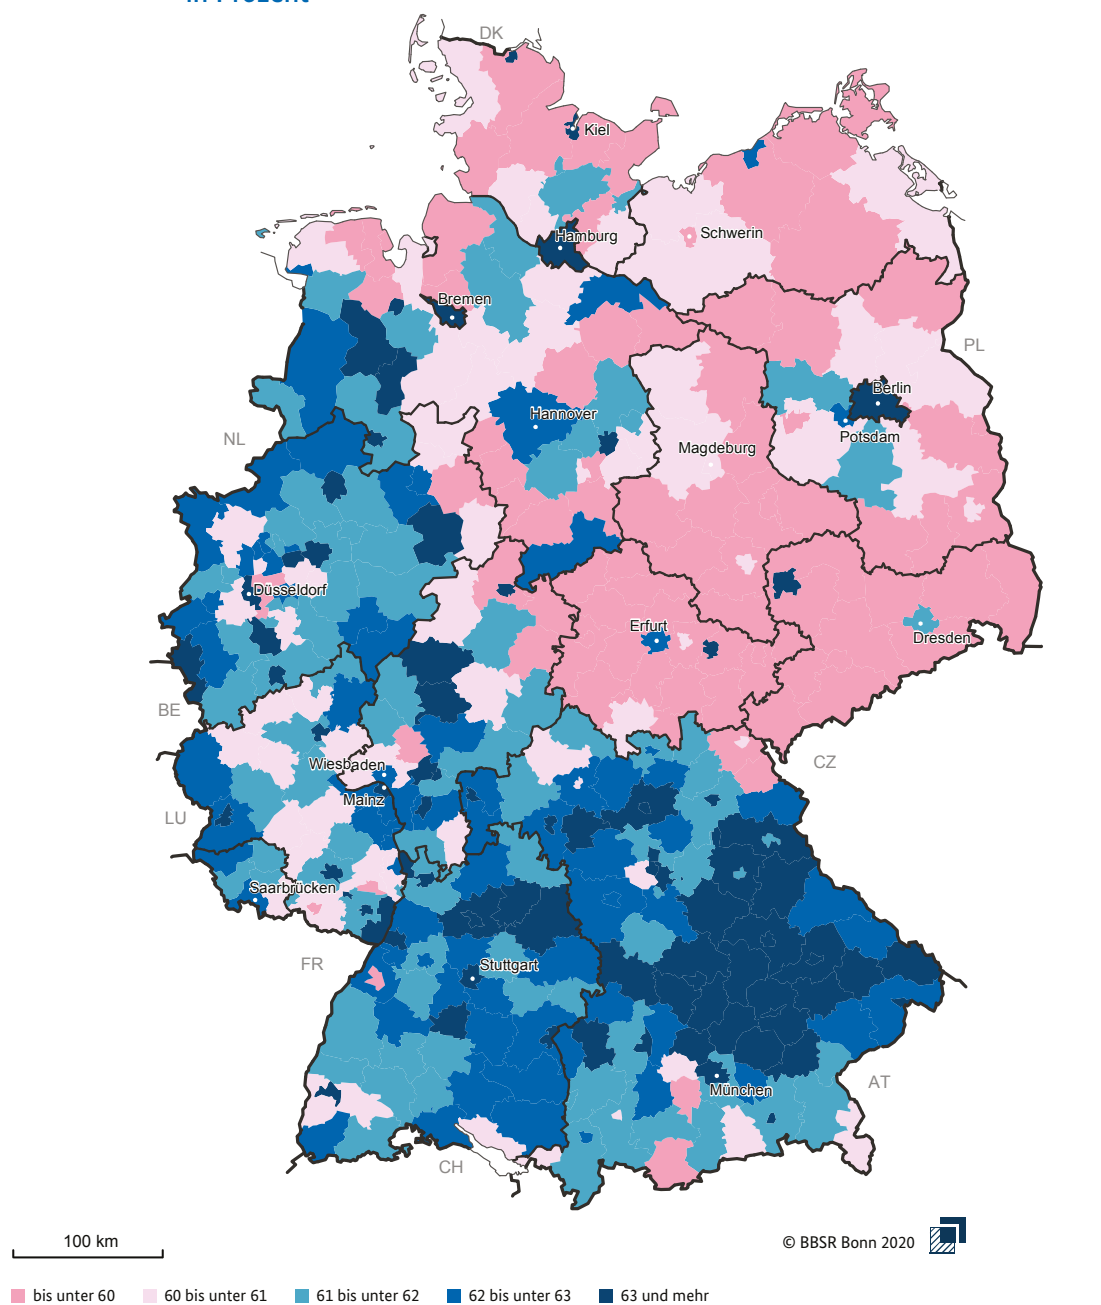 in Prozent
DK
Kiel
Hamburg
Schwerin
Bremen
PL
Berlin
Hannover
Potsdam
NL
Magdeburg
Düsseldorf
Erfurt
Dresden
BE
Wiesbaden
CZ
Mainz
LU
Saarbrücken
FR
Stuttgart
AT
München
CH
100 km
© BBSR Bonn 2020
bis unter 60 60 bis unter 61 61 bis unter 62 62 bis unter 63 63 und mehr